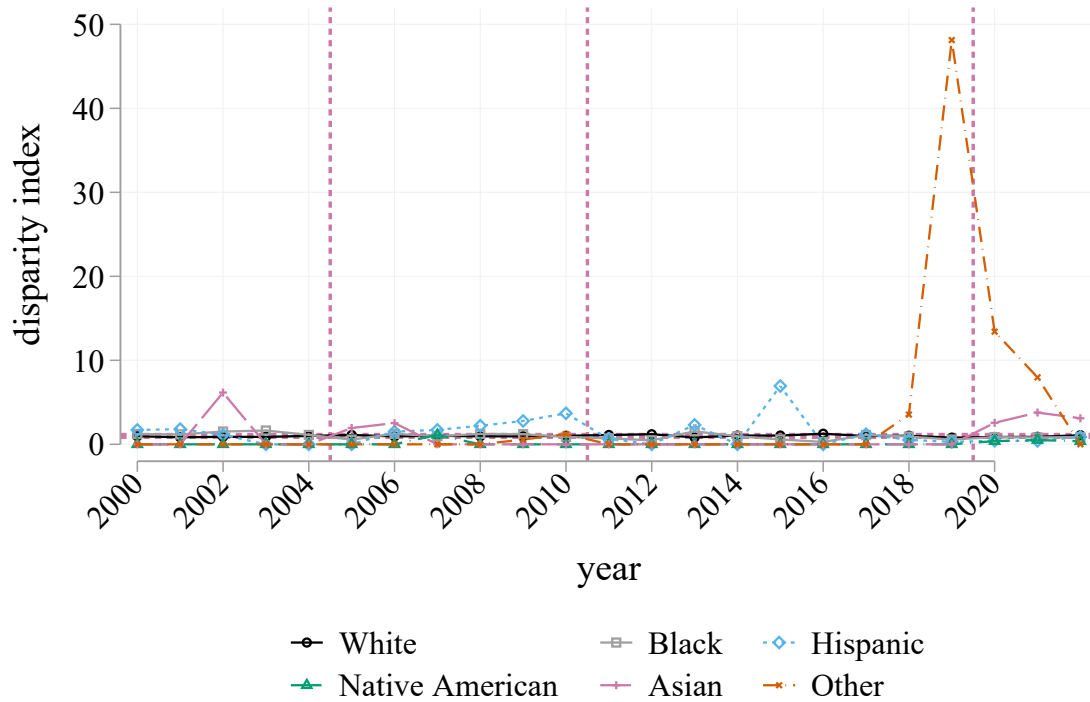 50
40
30
20
10
0
disparity index
2000 2002 2004 2006 2008 2010 2012 2014 2016 2018 2020
year
White Black Hispanic
Native American Asian Other